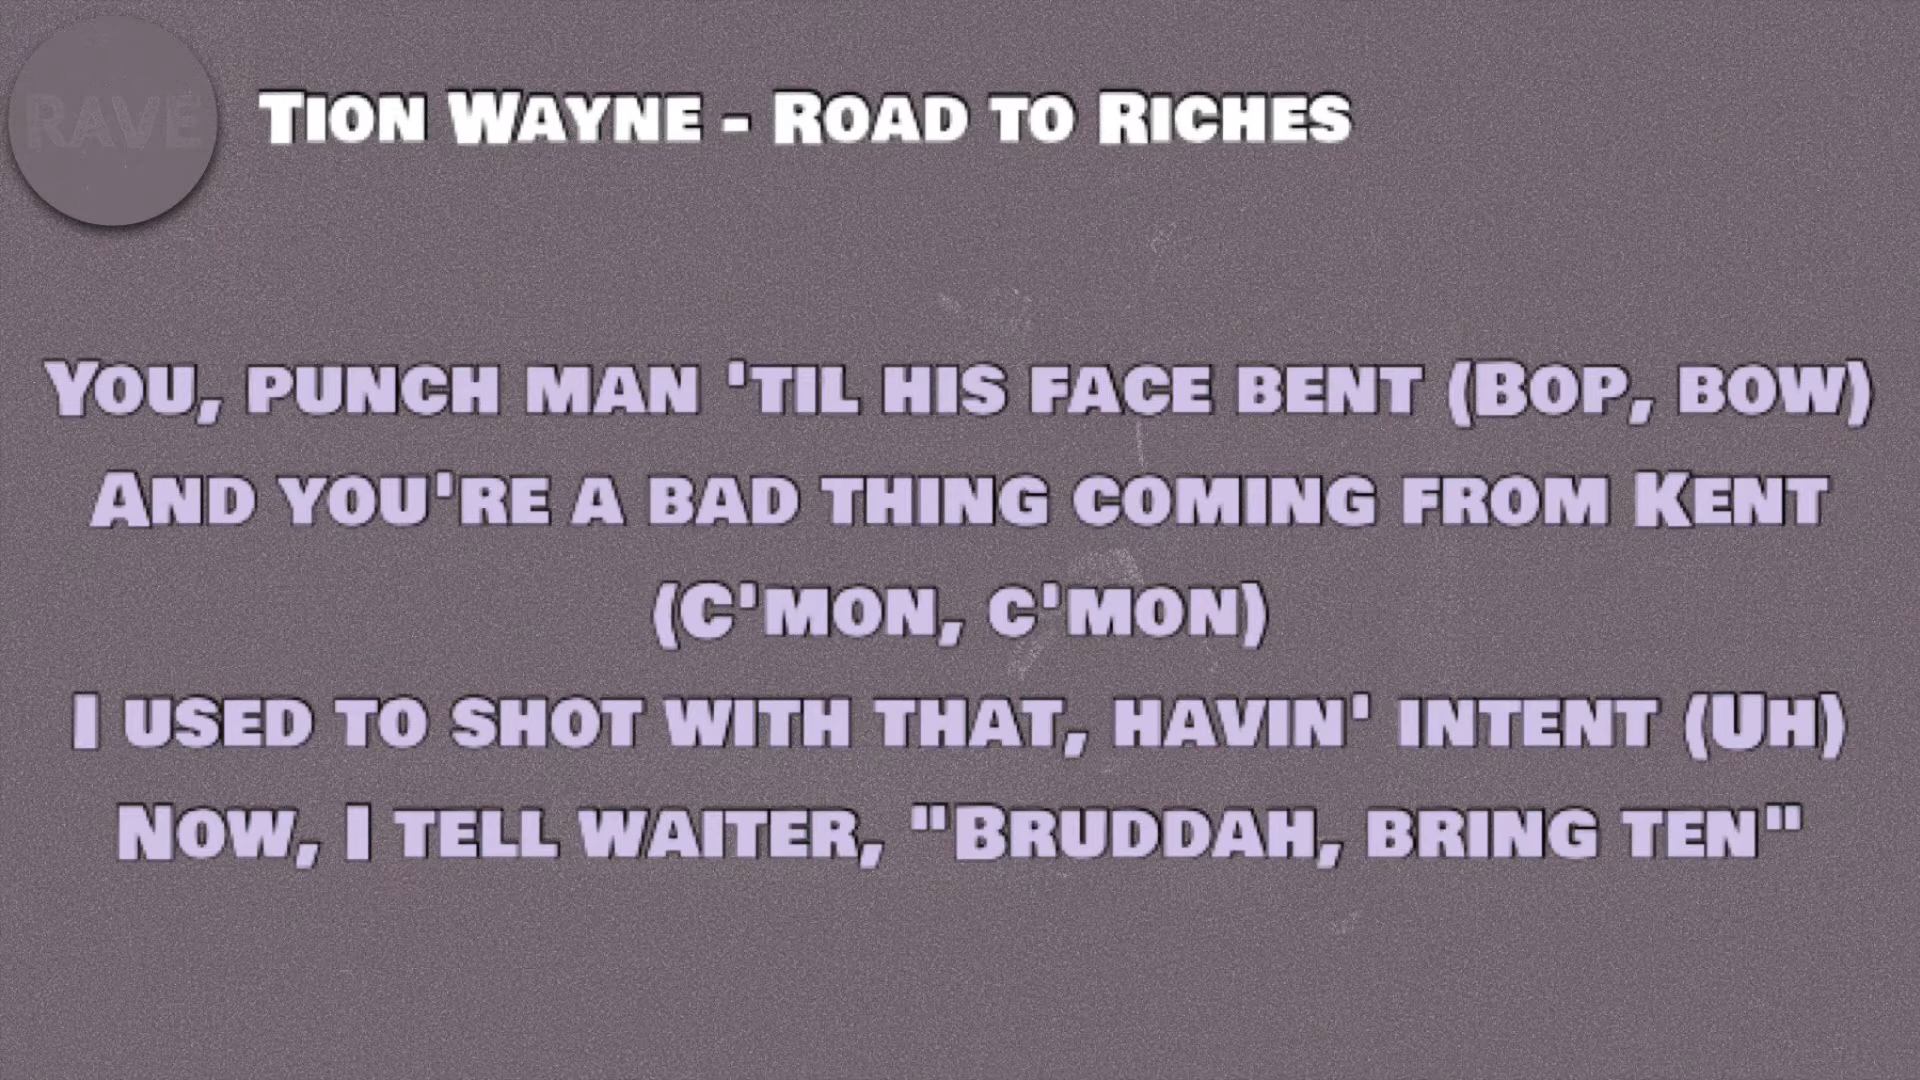 RAVE
Tion Wayne - Road to Riches
You, punch man 'til his face bent (Bop, bow)
And you're a bad thing coming from Kent
(C'mon, c'mon)
I used to shot with that, havin' intent (Uh)
Now, I tell waiter, "Bruddah, bring ten"